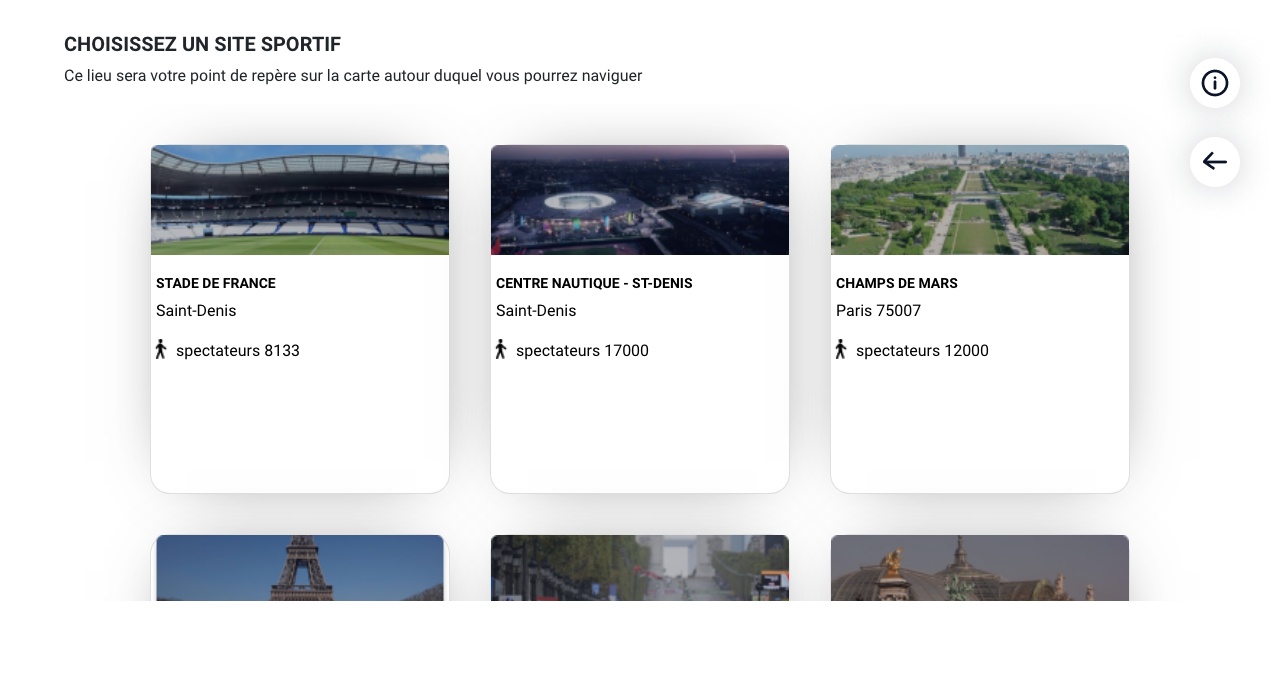 CHOISISSEZ UN SITE SPORTIF
Ce lieu sera votre point de repère sur la carte autour duquel vous pourrez naviguer
STADE DE FRANCE
Saint-Denis
spectateurs 8133
CENTRE NAUTIQUE - ST-DENIS
Saint-Denis
spectateurs 17000
CHAMPS DE MARS
Paris 75007
spectateurs 12000